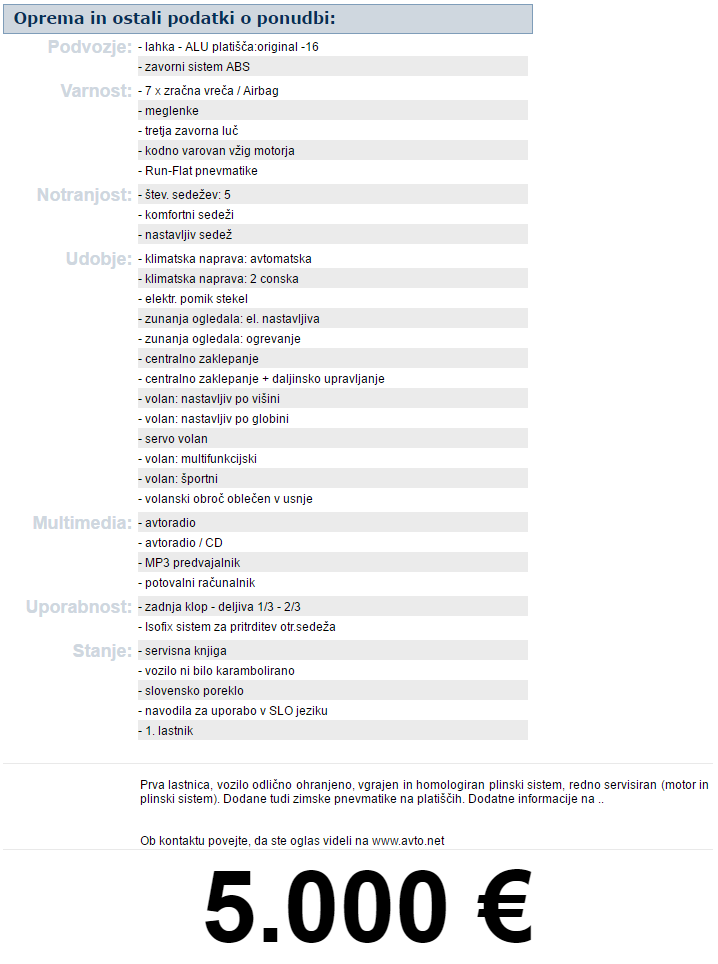 Oprema in ostali podatki o ponudbi:
Podvozje: - lahka - ALU platišča:original -16
- zavorni sistem ABS
Varnost: - 7 x zračna vreča / Airbag
- meglenke
- tretja zavorna luč
- kodno varovan vžig motorja
- Run-Flat pnevmatike
Notranjost: - štev. sedežev: 5
- komfortni sedeži
- nastavljiv sedež
Udobje: - klimatska naprava: avtomatska
- klimatska naprava: 2 conska
- elektr. pomik stekel
- zunanja ogledala: el. nastavljiva
- zunanja ogledala: ogrevanje
- centralno zaklepanje
- centralno zaklepanje + daljinsko upravljanje
- volan: nastavljiv po višini
- volan: nastavljiv po globini
- servo volan
- volan: multifunkcijski
- volan: športni
- volanski obroč oblečen v usnje
Multimedia: - avtoradio
- avtoradio / CD
- MP3 predvajalnik
- potovalni računalnik
Uporabnost: - zadnja klop - deljiva 1/3 - 2/3
- Isofix sistem za pritrditev otr.sedeža
Stanje: - servisna knjiga
- vozilo ni bilo karambolirano
- slovensko poreklo
- navodila za uporabo v SLO jeziku
- 1. lastnik
Prva lastnica, vozilo odlično ohranjeno, vgrajen in homologiran plinski sistem, redno servisiran (motor in
plinski sistem). Dodane tudi zimske pnevmatike na platiščih. Dodatne informacije na ..
Ob kontaktu povejte, da ste oglas videli na www.avto.net
5.000 €